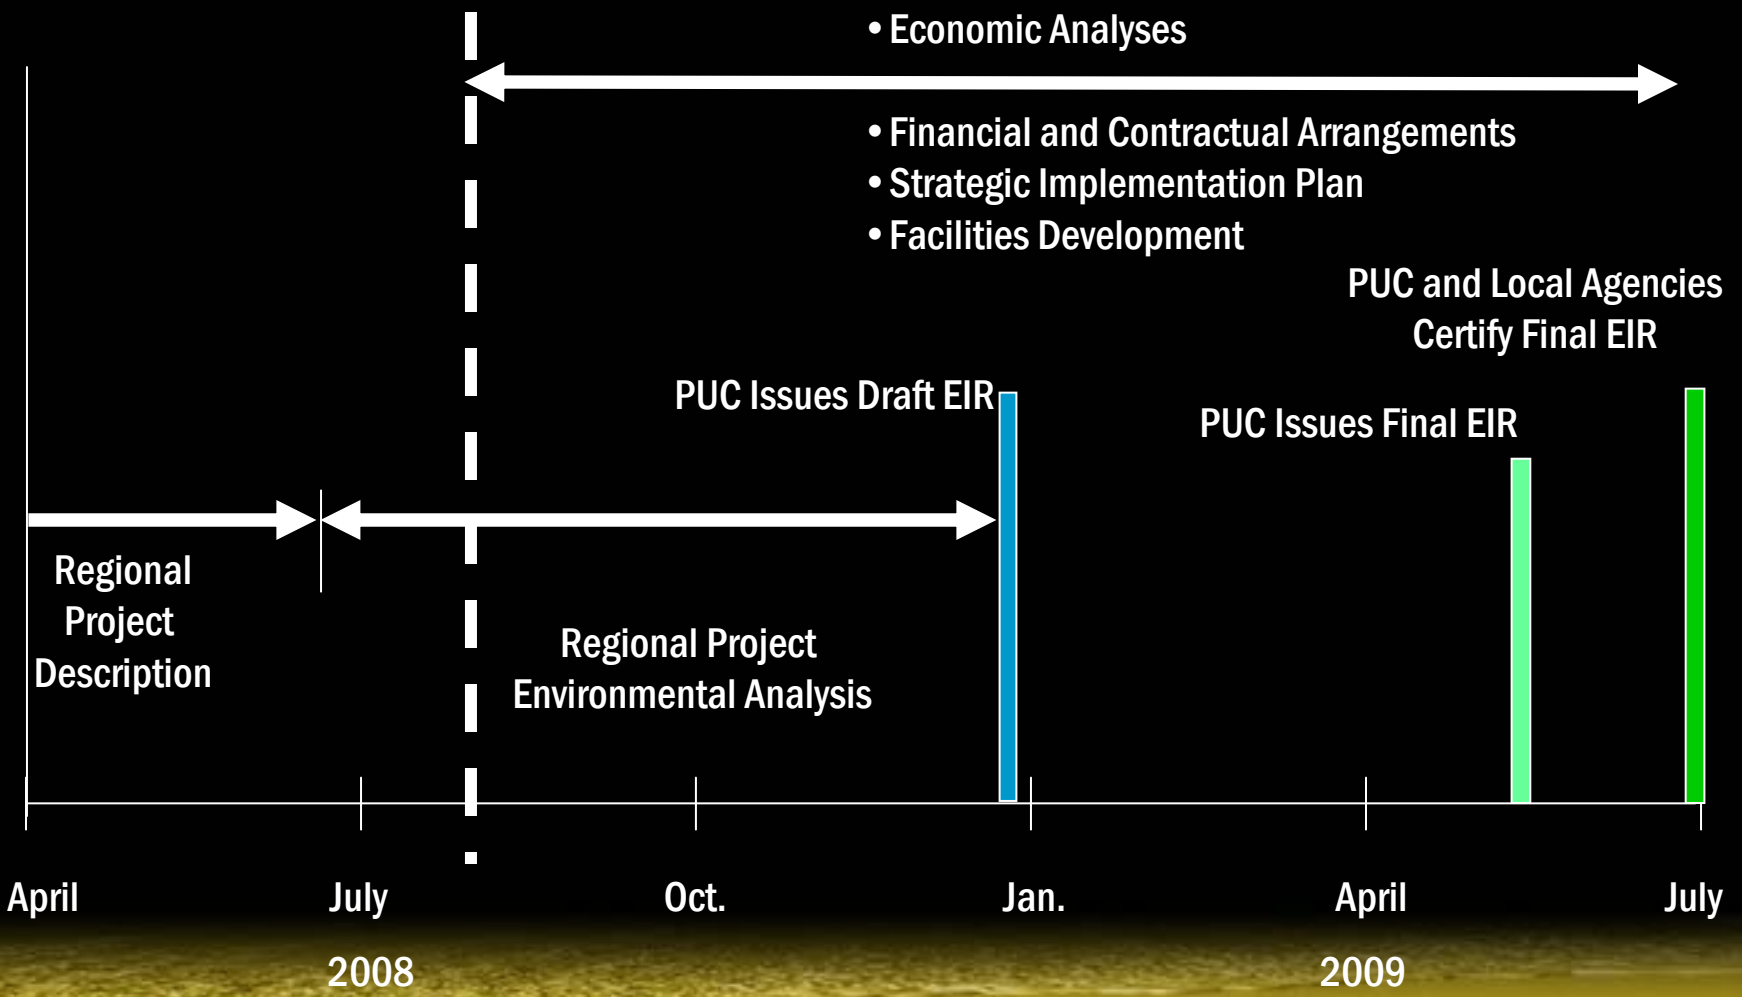 • Economic Analyses
• Financial and Contractual Arrangements
• Strategic Implementation Plan
• Facilities Development
PUC and Local Agencies
Certify Final EIR
PUC Issues Draft EIR
PUC Issues Final EIR
Regional
Project
Description
Regional Project
Environmental Analysis
April July Oct. Jan. April July
2008 2009